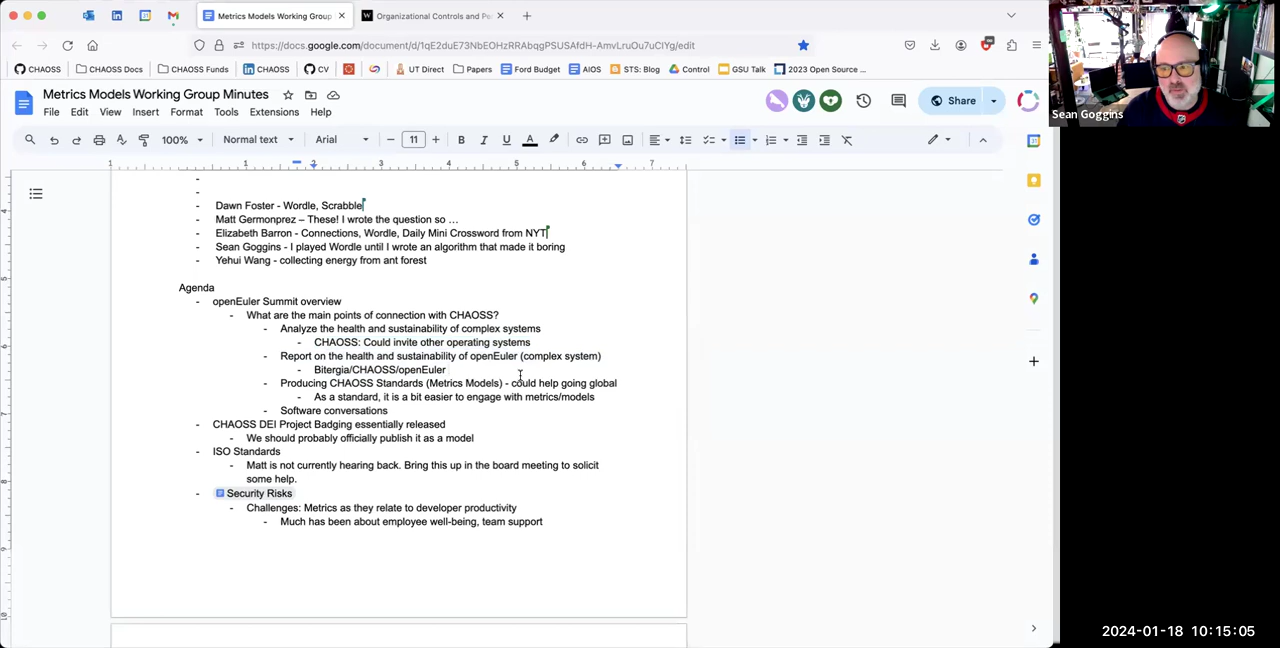 Metrics Models Working Group
Organizational Controls and Pe
https://docs.google.com/document/d/1qE2duE73NbEOHzRRAbqgPSUSAfdH-AmvLruOu7uCIYg/edit
CHAOSS
CHAOSS Docs
CHAOSS Funds
CHAOSS
CV
UT Direct
Papers
Ford Budget
AIOS
STS: Blog
Control
GSU Talk
2023 Open Source ...
Metrics Models Working Group Minutes
File Edit View Insert Format Tools Extensions Help
Share
100% Normal text Arial 11
1 1 2 3 4 5 6 7
-
-
- Dawn Foster - Wordle, Scrabble
- Matt Germonprez – These! I wrote the question so …
- Elizabeth Barron - Connections, Wordle, Daily Mini Crossword from NYT
- Sean Goggins - I played Wordle until I wrote an algorithm that made it boring
- Yehui Wang - collecting energy from ant forest
Agenda
- openEuler Summit overview
- What are the main points of connection with CHAOSS?
- Analyze the health and sustainability of complex systems
- CHAOSS: Could invite other operating systems
- Report on the health and sustainability of openEuler (complex system)
- Bitergia/CHAOSS/openEuler
- Producing CHAOSS Standards (Metrics Models) - could help going global
- As a standard, it is a bit easier to engage with metrics/models
- Software conversations
- CHAOSS DEI Project Badging essentially released
- We should probably officially publish it as a model
- ISO Standards
- Matt is not currently hearing back. Bring this up in the board meeting to solicit
some help.
- Security Risks
- Challenges: Metrics as they relate to developer productivity
- Much has been about employee well-being, team support
Sean Goggins
2024-01-18 10:15:05